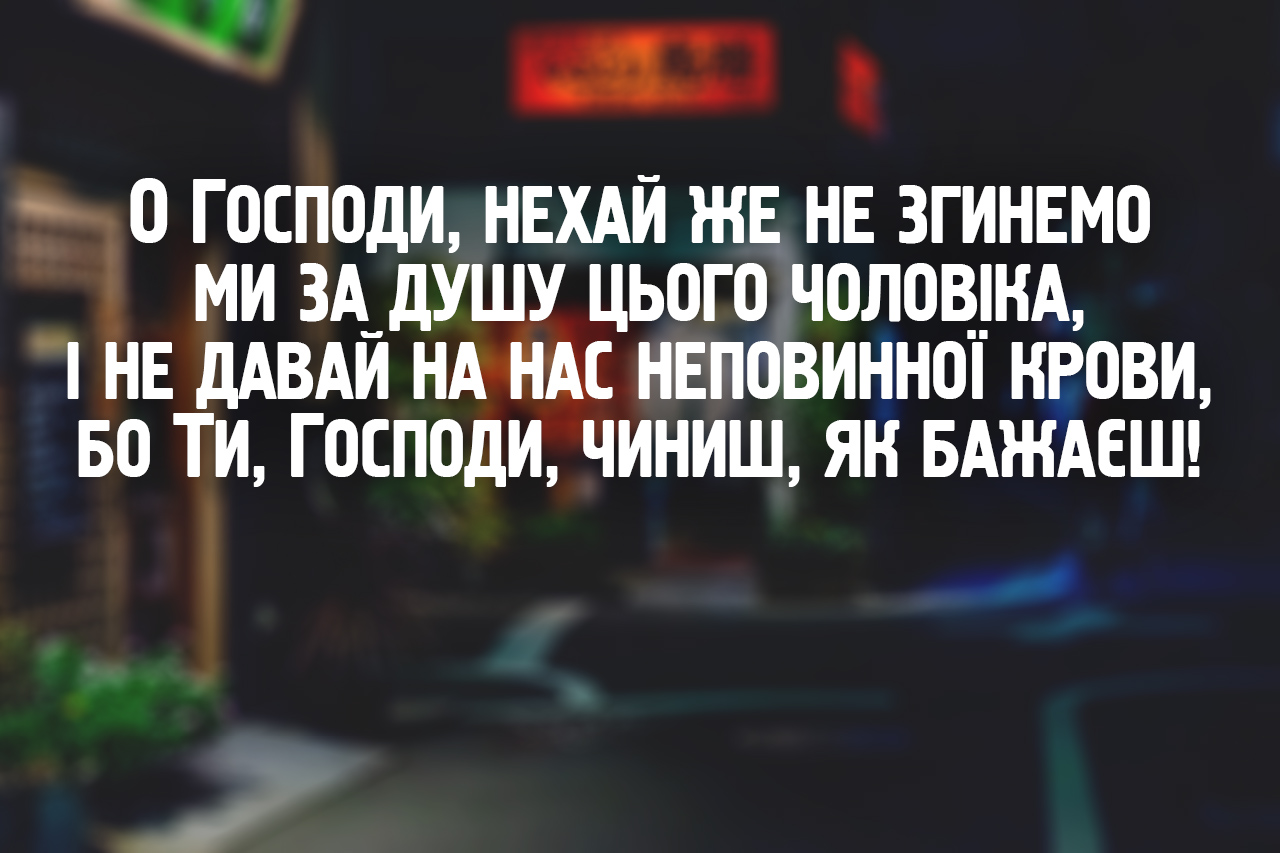 О Господи, нехай же не згинемо
ми за душу цього чоловіка,
і не давай на нас неповинної крови,
бо Ти, Господи, чиниш, як бажаєш!